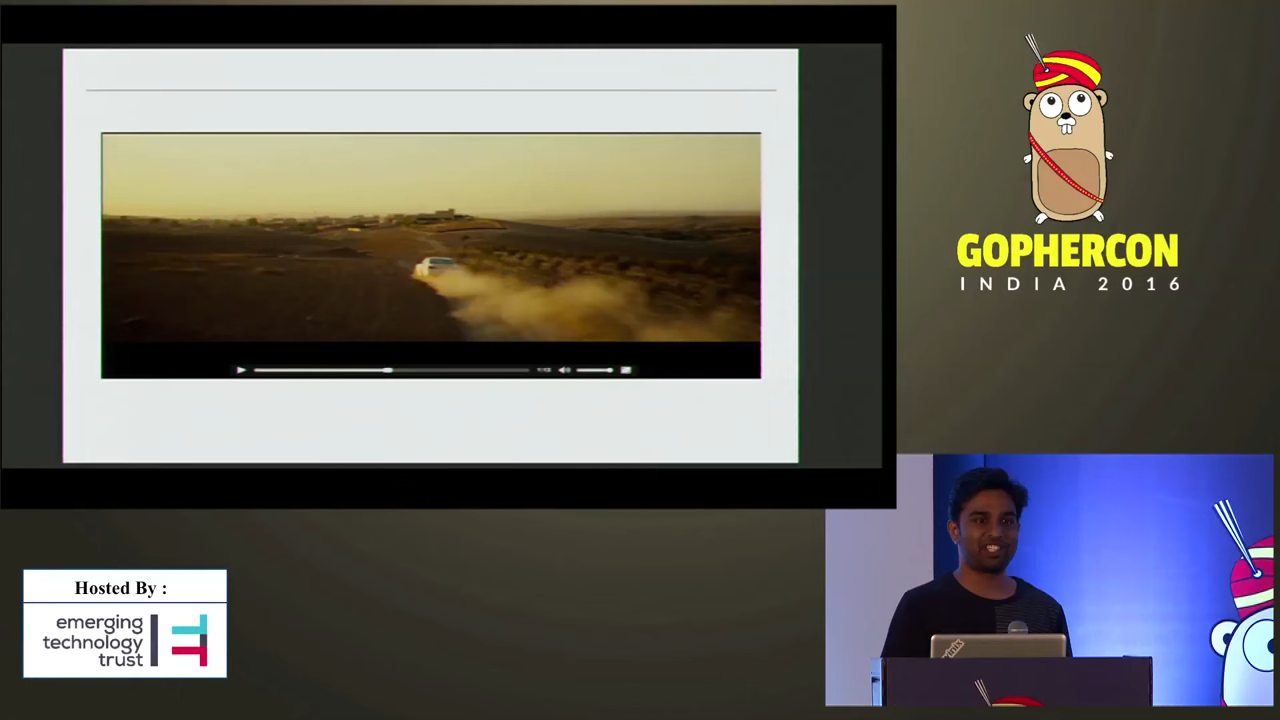 GOPHERCON
INDIA 2016
Hosted By :
emerging
technology
trust